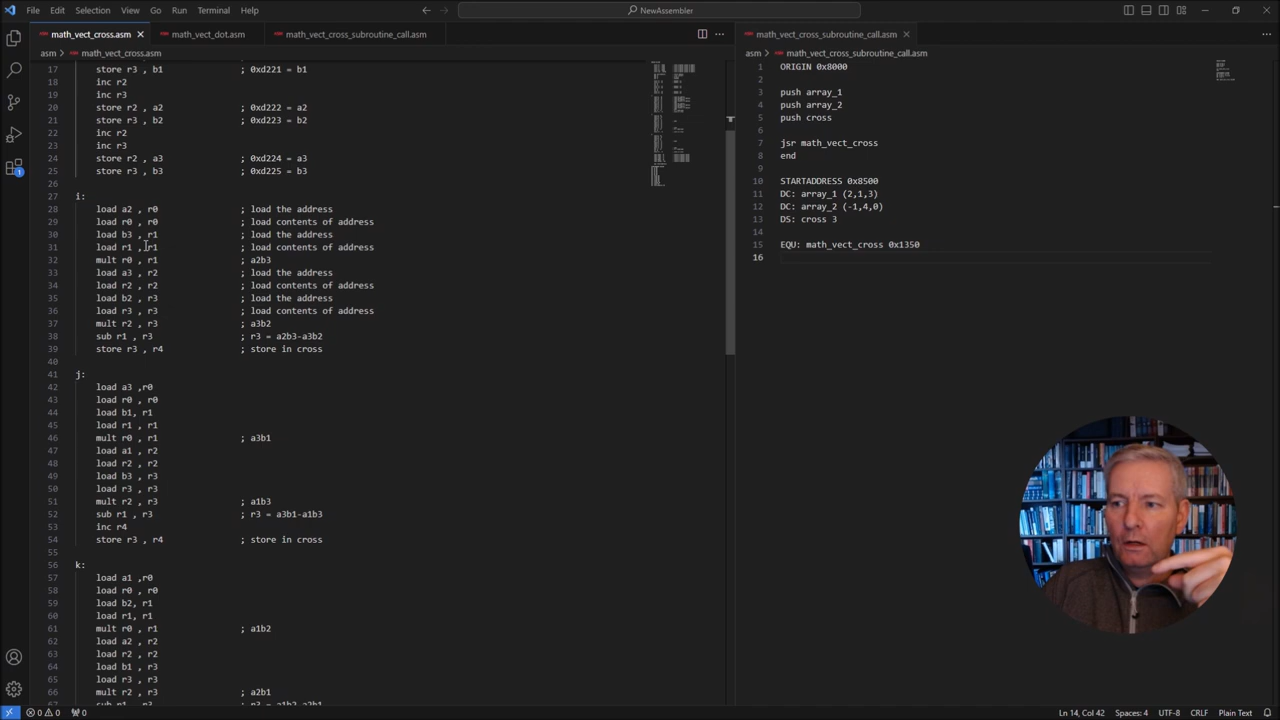 File Edit Selection View Go Run Terminal Help
NewAssembler
math_vect_cross.asm
math_vect_dot.asm
math_vect_cross_subroutine_call.asm
asm > math_vect_cross.asm
17 store r3 , b1 ; 0xd221 = b1
18 inc r2
19 inc r3
20 store r2 , a2 ; 0xd222 = a2
21 store r3 , b2 ; 0xd223 = b2
22 inc r2
23 inc r3
24 store r2 , a3 ; 0xd224 = a3
25 store r3 , b3 ; 0xd225 = b3
26
27 i:
28 load a2 , r0 ; load the address
29 load r0 , r0 ; load contents of address
30 load b3 , r1 ; load the address
31 load r1 , r1 ; load contents of address
32 mult r0 , r1 ; a2b3
33 load a3 , r2 ; load the address
34 load r2 , r2 ; load contents of address
35 load b2 , r3 ; load the address
36 load r3 , r3 ; load contents of address
37 mult r2 , r3 ; a3b2
38 sub r1 , r3 ; r3 = a2b3-a3b2
39 store r3 , r4 ; store in cross
40
41 j:
42 load a3 ,r0
43 load r0 , r0
44 load b1, r1
45 load r1 , r1
46 mult r0 , r1 ; a3b1
47 load a1 , r2
48 load r2 , r2
49 load b3 , r3
50 load r3 , r3
51 mult r2 , r3 ; a1b3
52 sub r1 , r3 ; r3 = a3b1-a1b3
53 inc r4
54 store r3 , r4 ; store in cross
55
56 k:
57 load a1 ,r0
58 load r0 , r0
59 load b2, r1
60 load r1, r1
61 mult r0 , r1 ; a1b2
62 load a2 , r2
63 load r2 , r2
64 load b1 , r3
65 load r3 , r3
66 mult r2 , r3 ; a2b1
math_vect_cross_subroutine_call.asm
asm > math_vect_cross_subroutine_call.asm
1 ORIGIN 0x8000
2
3 push array_1
4 push array_2
5 push cross
6
7 jsr math_vect_cross
8 end
9
10 STARTADDRESS 0x8500
11 DC: array_1 (2,1,3)
12 DC: array_2 (-1,4,0)
13 DS: cross 3
14
15 EQU: math_vect_cross 0x1350
16
1
0 0 0
Ln 14, Col 42 Spaces: 4 UTF-8 CRLF Plain Text